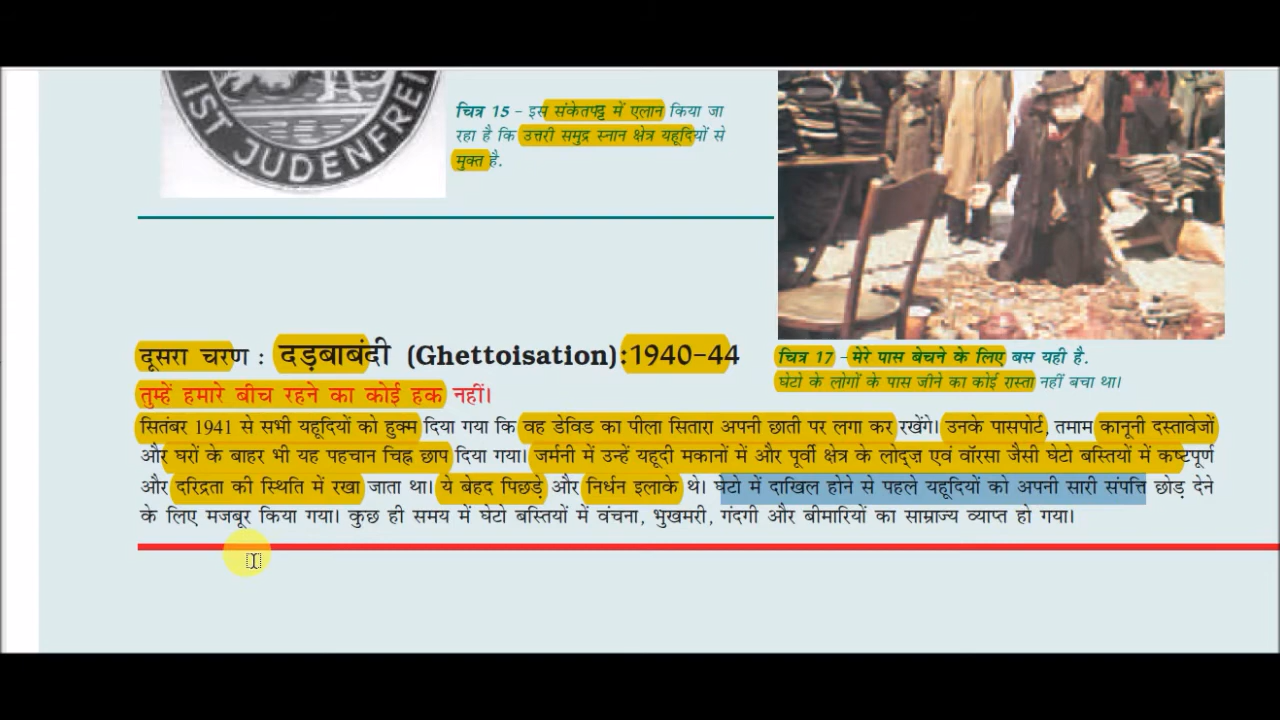 IST JUDENFREI
चित्र 15 – इस संकेतपट्ट में एलान किया जा
रहा है कि उत्तरी समुद्र स्नान क्षेत्र यहूदियों से
मुक्त है.
दूसरा चरण : दड़बाबंदी (Ghettoisation):1940-44
तुम्हें हमारे बीच रहने का कोई हक नहीं।
चित्र 17 – मेरे पास बेचने के लिए बस यही है.
घेटो के लोगों के पास जीने का कोई रास्ता नहीं बचा था।
सितंबर 1941 से सभी यहूदियों को हुक्म दिया गया कि वह डेविड का पीला सितारा अपनी छाती पर लगा कर रखेंगे। उनके पासपोर्ट, तमाम कानूनी दस्तावेजों
और घरों के बाहर भी यह पहचान चिह्न छाप दिया गया। जर्मनी में उन्हें यहूदी मकानों में और पूर्वी क्षेत्र के लोद्ज़ एवं वॉरसा जैसी घेटो बस्तियों में कष्टपूर्ण
और दरिद्रता की स्थिति में रखा जाता था। ये बेहद पिछड़े और निर्धन इलाके थे। घेटो में दाखिल होने से पहले यहूदियों को अपनी सारी संपत्ति छोड़ देने
के लिए मजबूर किया गया। कुछ ही समय में घेटो बस्तियों में वंचना, भुखमरी, गंदगी और बीमारियों का साम्राज्य व्याप्त हो गया।